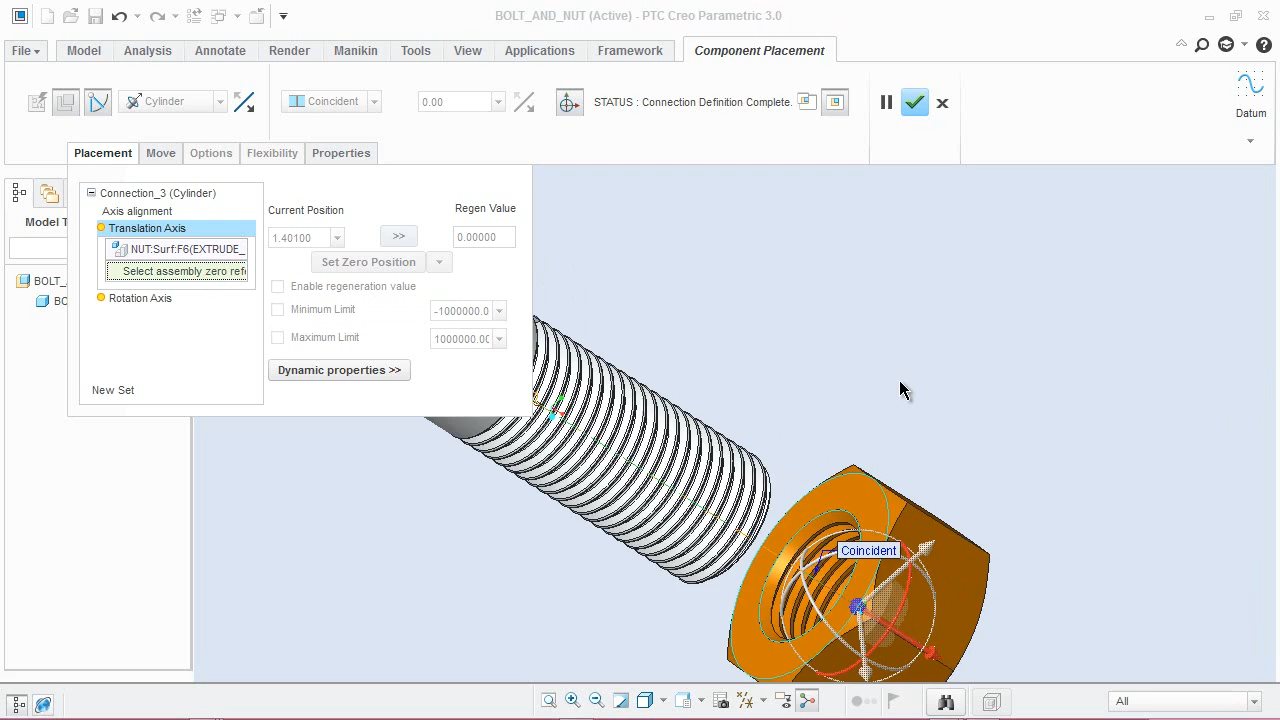 BOLT_AND_NUT (Active) - PTC Creo Parametric 3.0
File Model Analysis Annotate Render Manikin Tools View Applications Framework Component Placement
Cylinder Coincident 0.00 STATUS : Connection Definition Complete.
Datum
Placement Move Options Flexibility Properties
Connection_3 (Cylinder)
Axis alignment
Translation Axis
NUT:Surf:F6(EXTRUDE_
Select assembly zero refe
Rotation Axis
New Set
Current Position Regen Value
1.40100 >> 0.00000
Set Zero Position
Enable regeneration value
Minimum Limit -1000000.0
Maximum Limit 1000000.00
Dynamic properties >>
Model T
BOLT_
BO
Coincident
All